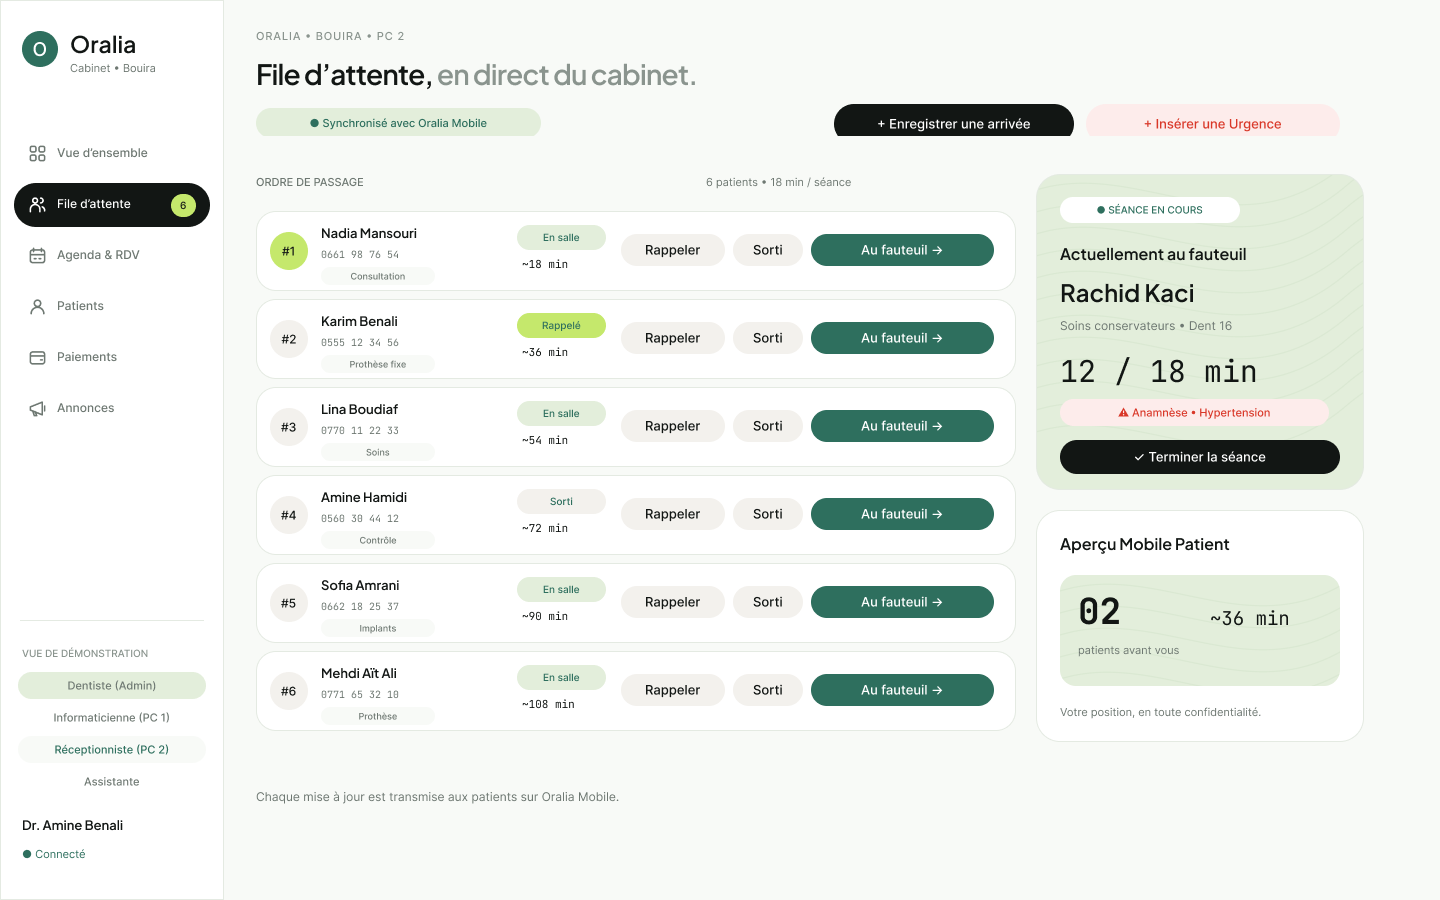 O
Oralia
Cabinet • Bouira
Vue d’ensemble
File d’attente
6
Agenda & RDV
Patients
Paiements
Annonces
VUE DE DÉMONSTRATION
Dentiste (Admin)
Informaticienne (PC 1)
Réceptionniste (PC 2)
Assistante
Dr. Amine Benali
Connecté
ORALIA • BOUIRA • PC 2
File d’attente, en direct du cabinet.
Synchronisé avec Oralia Mobile
+ Enregistrer une arrivée
+ Insérer une Urgence
ORDRE DE PASSAGE
6 patients • 18 min / séance
#1
Nadia Mansouri
0661 98 76 54
Consultation
En salle
~18 min
Rappeler
Sorti
Au fauteuil →
#2
Karim Benali
0555 12 34 56
Prothèse fixe
Rappelé
~36 min
Rappeler
Sorti
Au fauteuil →
#3
Lina Boudiaf
0770 11 22 33
Soins
En salle
~54 min
Rappeler
Sorti
Au fauteuil →
#4
Amine Hamidi
0560 30 44 12
Contrôle
Sorti
~72 min
Rappeler
Sorti
Au fauteuil →
#5
Sofia Amrani
0662 18 25 37
Implants
En salle
~90 min
Rappeler
Sorti
Au fauteuil →
#6
Mehdi Aït Ali
0771 65 32 10
Prothèse
En salle
~108 min
Rappeler
Sorti
Au fauteuil →
Chaque mise à jour est transmise aux patients sur Oralia Mobile.
SÉANCE EN COURS
Actuellement au fauteuil
Rachid Kaci
Soins conservateurs • Dent 16
12 / 18 min
Anamnèse • Hypertension
✓ Terminer la séance
Aperçu Mobile Patient
02
~36 min
patients avant vous
Votre position, en toute confidentialité.